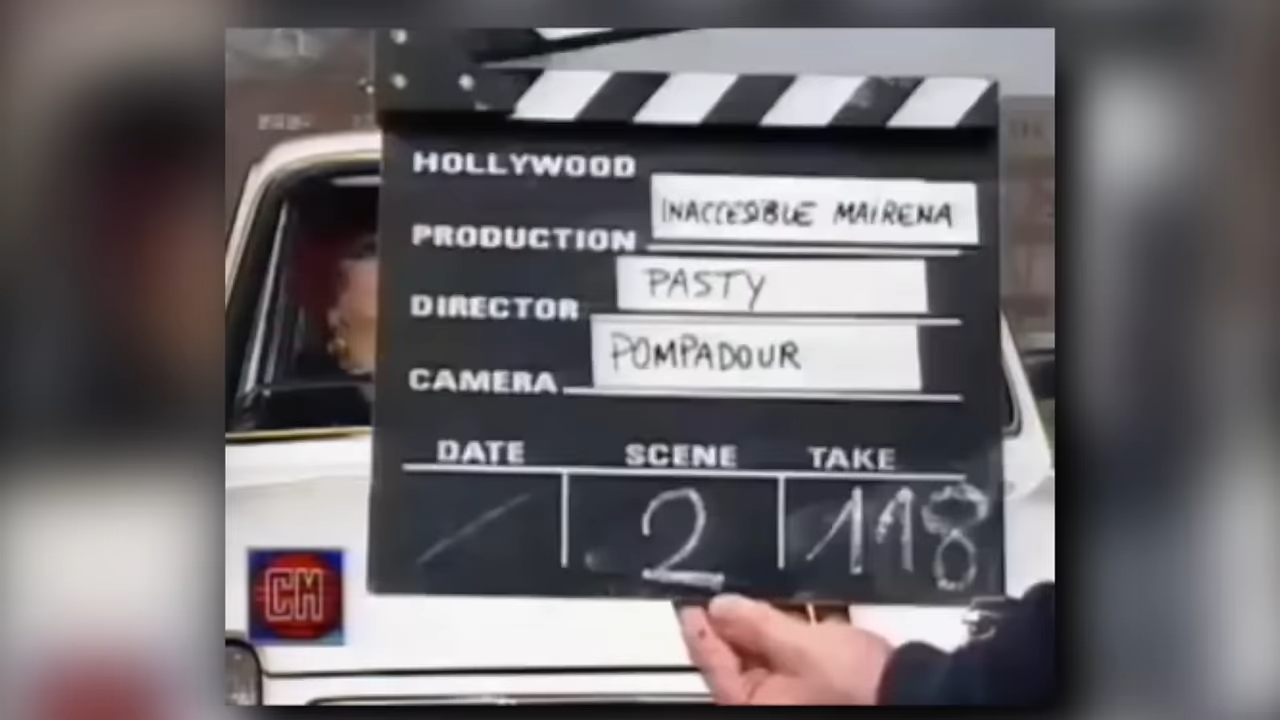 HOLLYWOOD
INACCESIBLE MAIRENA
PRODUCTION
PASTY
DIRECTOR
POMPADOUR
CAMERA
DATE SCENE TAKE
/ 2 118
CM